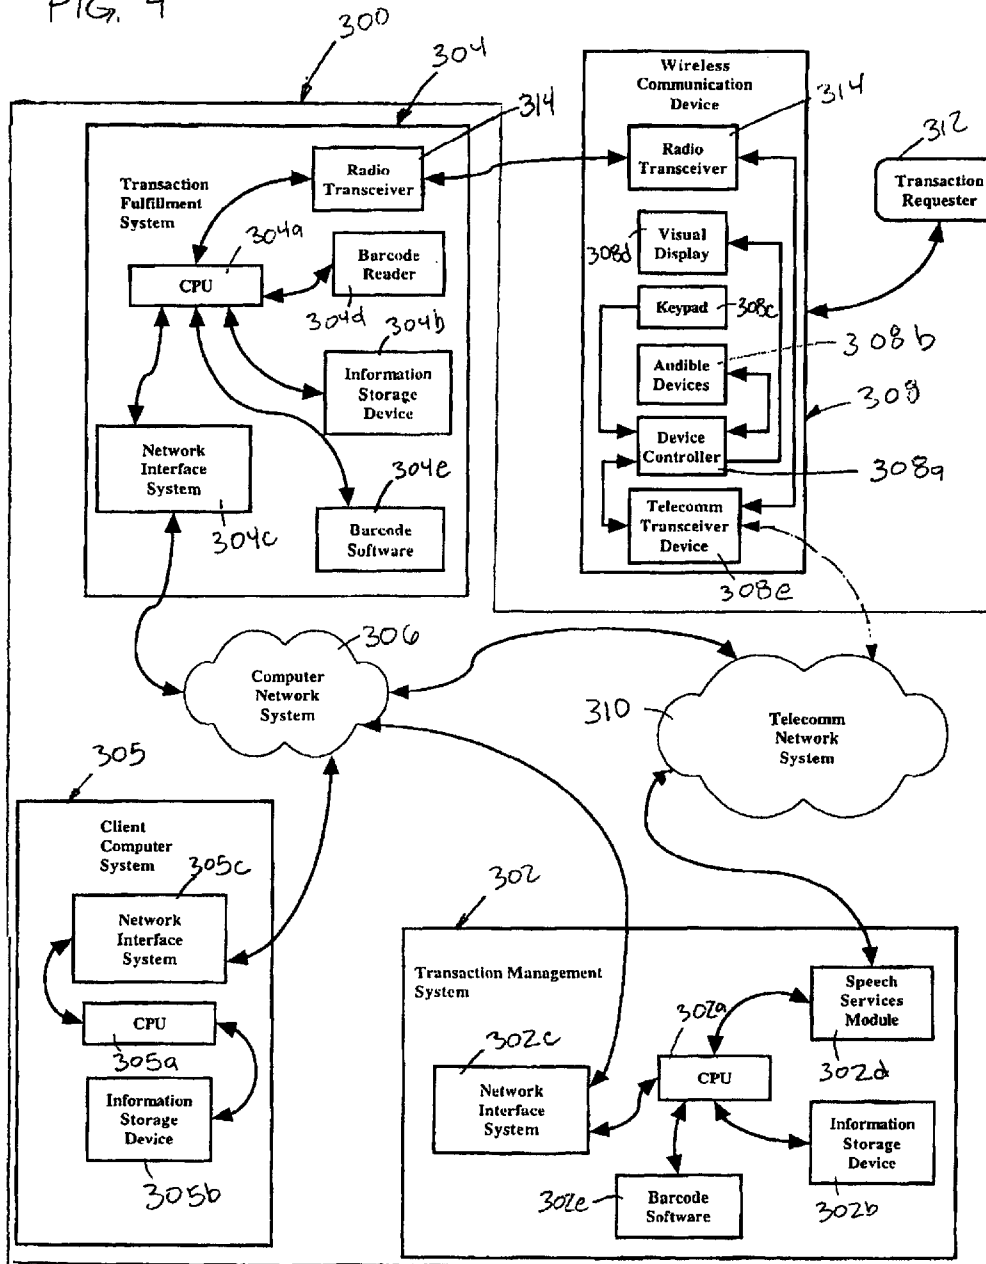 FIG. 4
300
304
314
Transaction
Fulfillment
System
Radio
Transceiver
304a
CPU
Barcode
Reader
304d
304b
Information
Storage
Device
Network
Interface
System
304c
304e
Barcode
Software
Wireless
Communication
Device
314
Radio
Transceiver
312
Transaction
Requester
Visual
Display
308d
Keypad
308c
Audible
Devices
308b
308
Device
Controller
308a
Telecomm
Transceiver
Device
308e
306
Computer
Network
System
310
Telecomm
Network
System
305
Client
Computer
System
305c
Network
Interface
System
CPU
305a
Information
Storage
Device
305b
302
Transaction Management
System
302c
Network
Interface
System
302a
CPU
Speech
Services
Module
302d
Information
Storage
Device
302b
302e
Barcode
Software